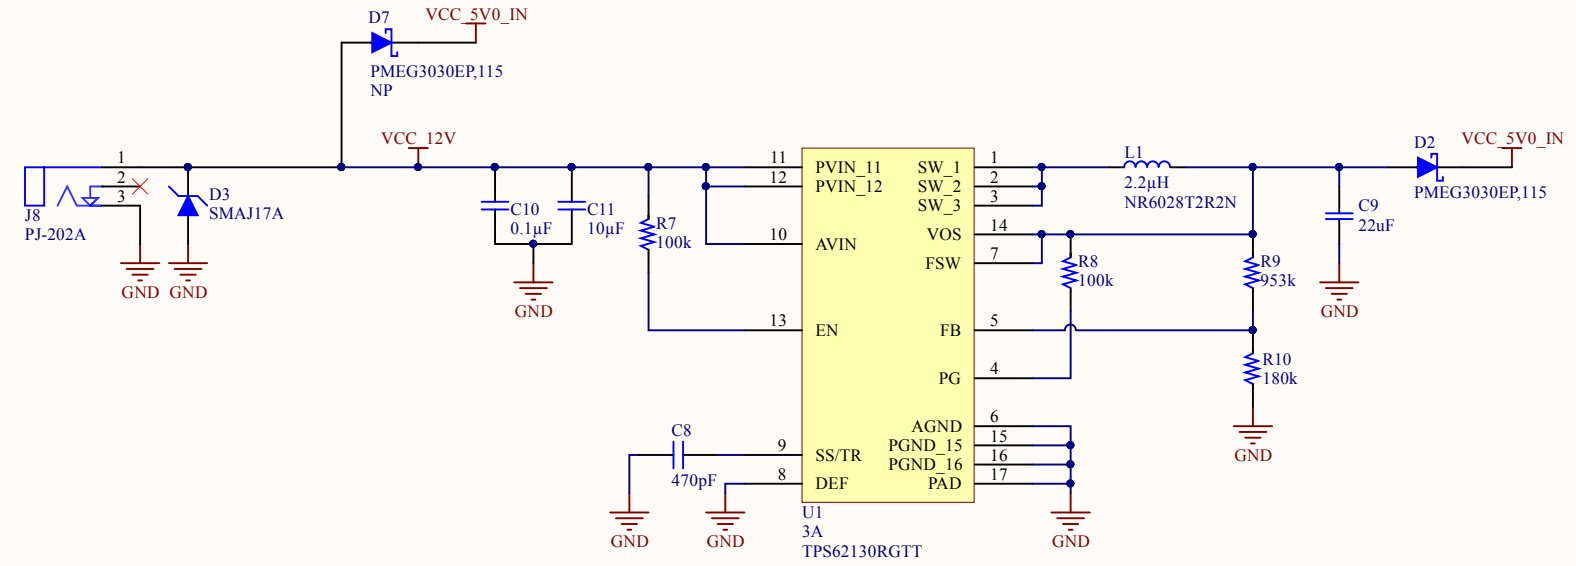 D7
VCC_5V0_IN
PMEG3030EP,115
NP
VCC_12V
D2
VCC_5V0_IN
PMEG3030EP,115
1
2
3
J8
PJ-202A
GND
D3
SMAJ17A
GND
C10
0.1µF
C11
10µF
GND
R7
100k
11
12
10
13
9
8
PVIN_11
PVIN_12
AVIN
EN
SS/TR
DEF
SW_1
SW_2
SW_3
VOS
FSW
FB
PG
AGND
PGND_15
PGND_16
PAD
1
2
3
14
7
5
4
6
15
16
17
U1
3A
TPS62130RGTT
C8
470pF
GND
GND
GND
L1
2.2µH
NR6028T2R2N
R8
100k
R9
953k
R10
180k
GND
C9
22uF
GND